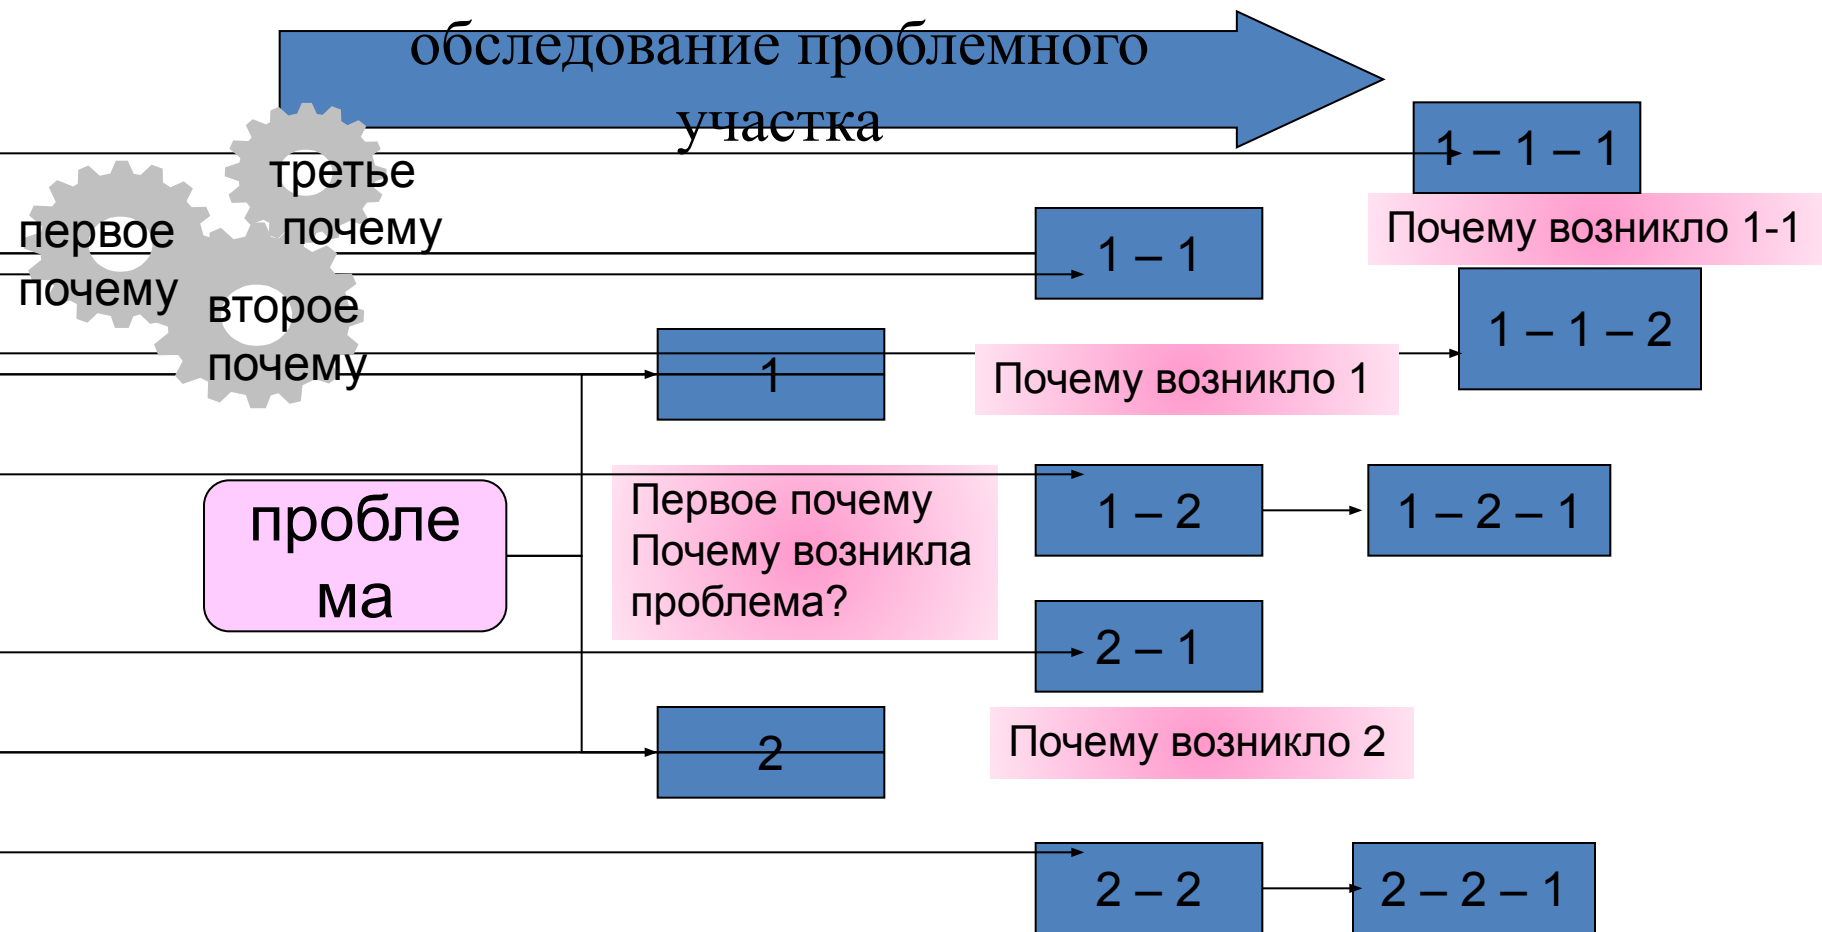 обследование проблемного
участка
третье
почему
первое
почему
второе
почему
1 – 1 – 1
Почему возникло 1-1
1 – 1
1 – 1 – 2
1
Почему возникло 1
пробле
ма
Первое почему
Почему возникла
проблема?
1 – 2
1 – 2 – 1
2 – 1
2
Почему возникло 2
2 – 2
2 – 2 – 1